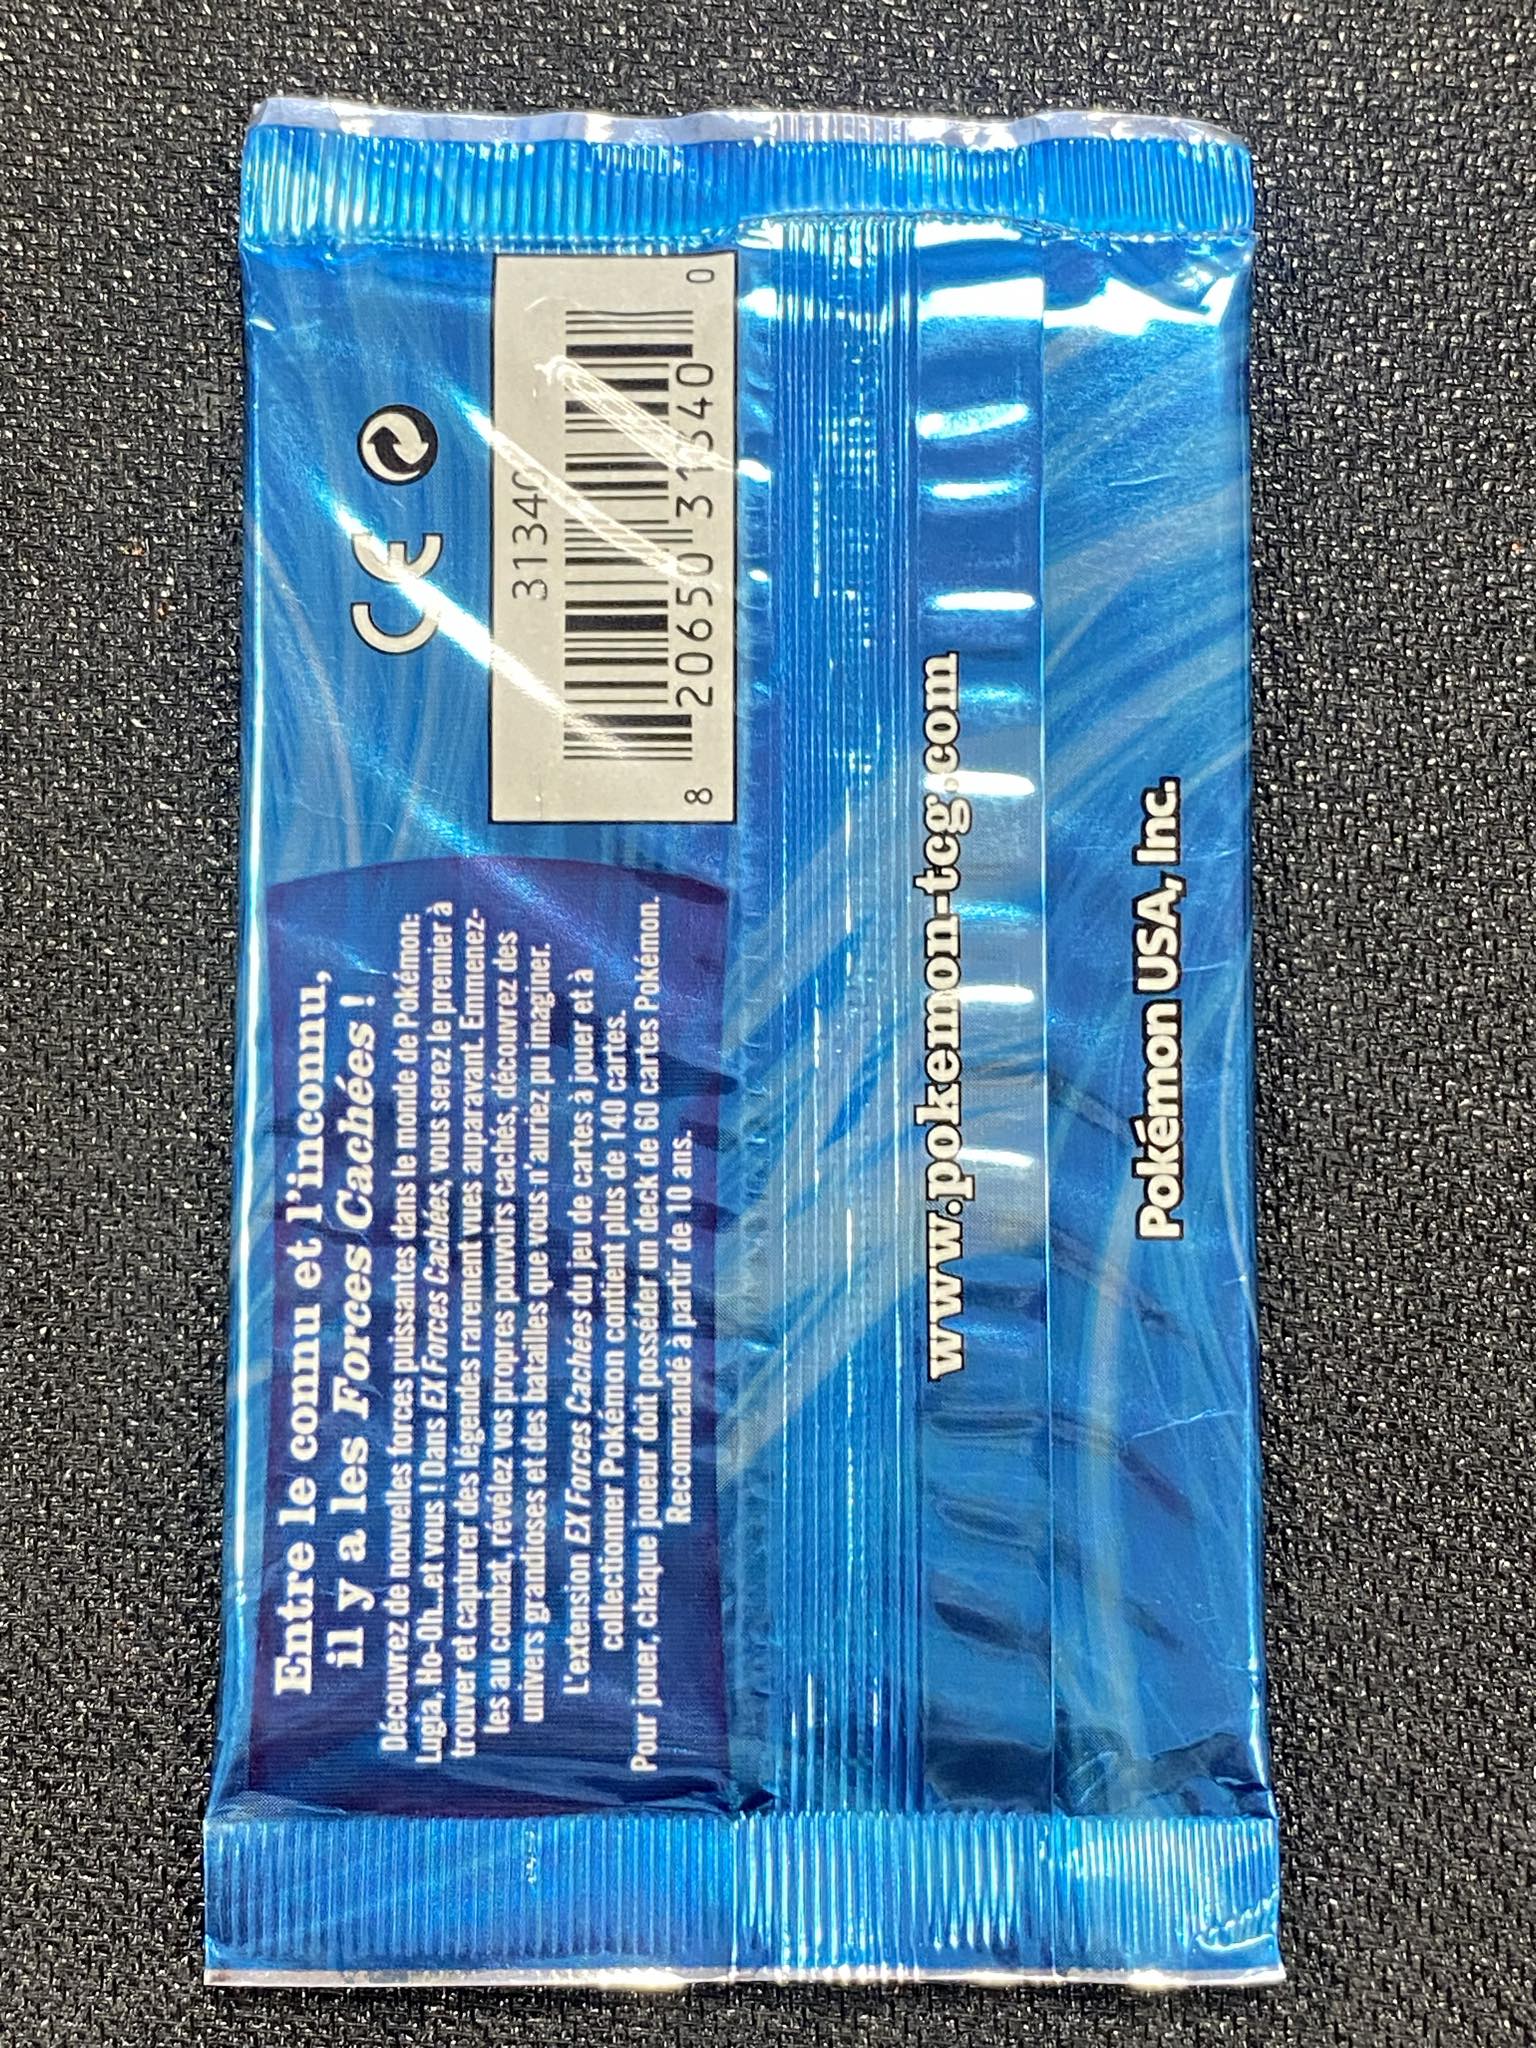 Entre le connu et l'inconnu,
il y a les Forces Cachées !
Découvrez de nouvelles forces puissantes dans le monde de Pokémon:
Lugia, Ho-Oh...et vous ! Dans EX Forces Cachées, vous serez le premier à
trouver et capturer des légendes rarement vues auparavant. Emmenez-
les au combat, révélez vos propres pouvoirs cachés, découvrez des
univers grandioses et des batailles que vous n'auriez pu imaginer.
L'extension EX Forces Cachées du jeu de cartes à jouer et à
collectionner Pokémon contient plus de 140 cartes.
Pour jouer, chaque joueur doit posséder un deck de 60 cartes Pokémon.
Recommandé à partir de 10 ans.
CE
31340
8 20650 31340 0
www.pokemon-tcg.com
Pokémon USA, Inc.